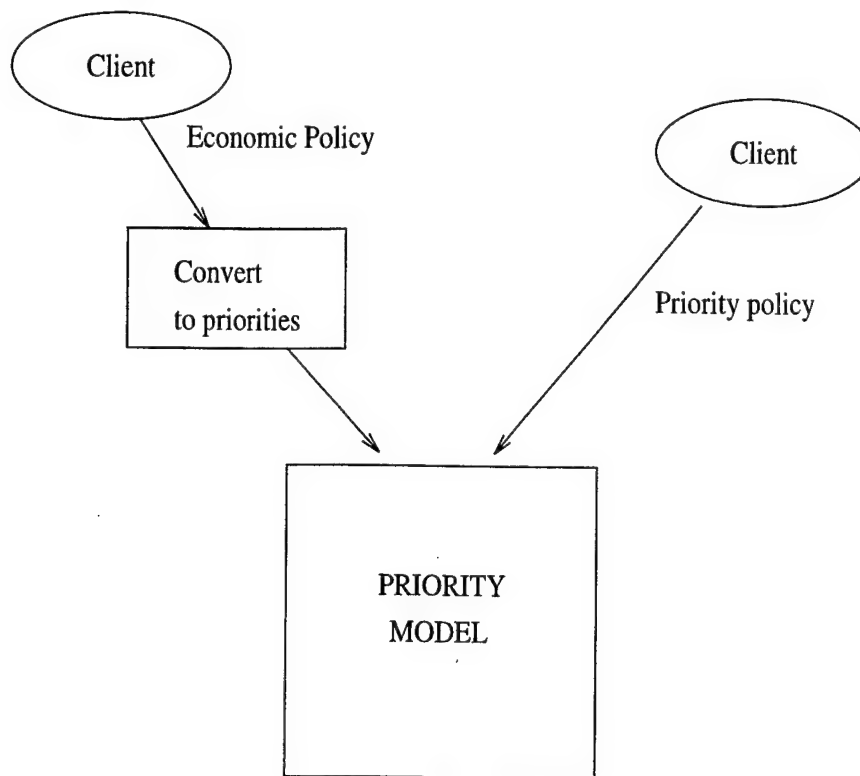 Client
Economic Policy
Client
Convert
to priorities
Priority policy
PRIORITY
MODEL